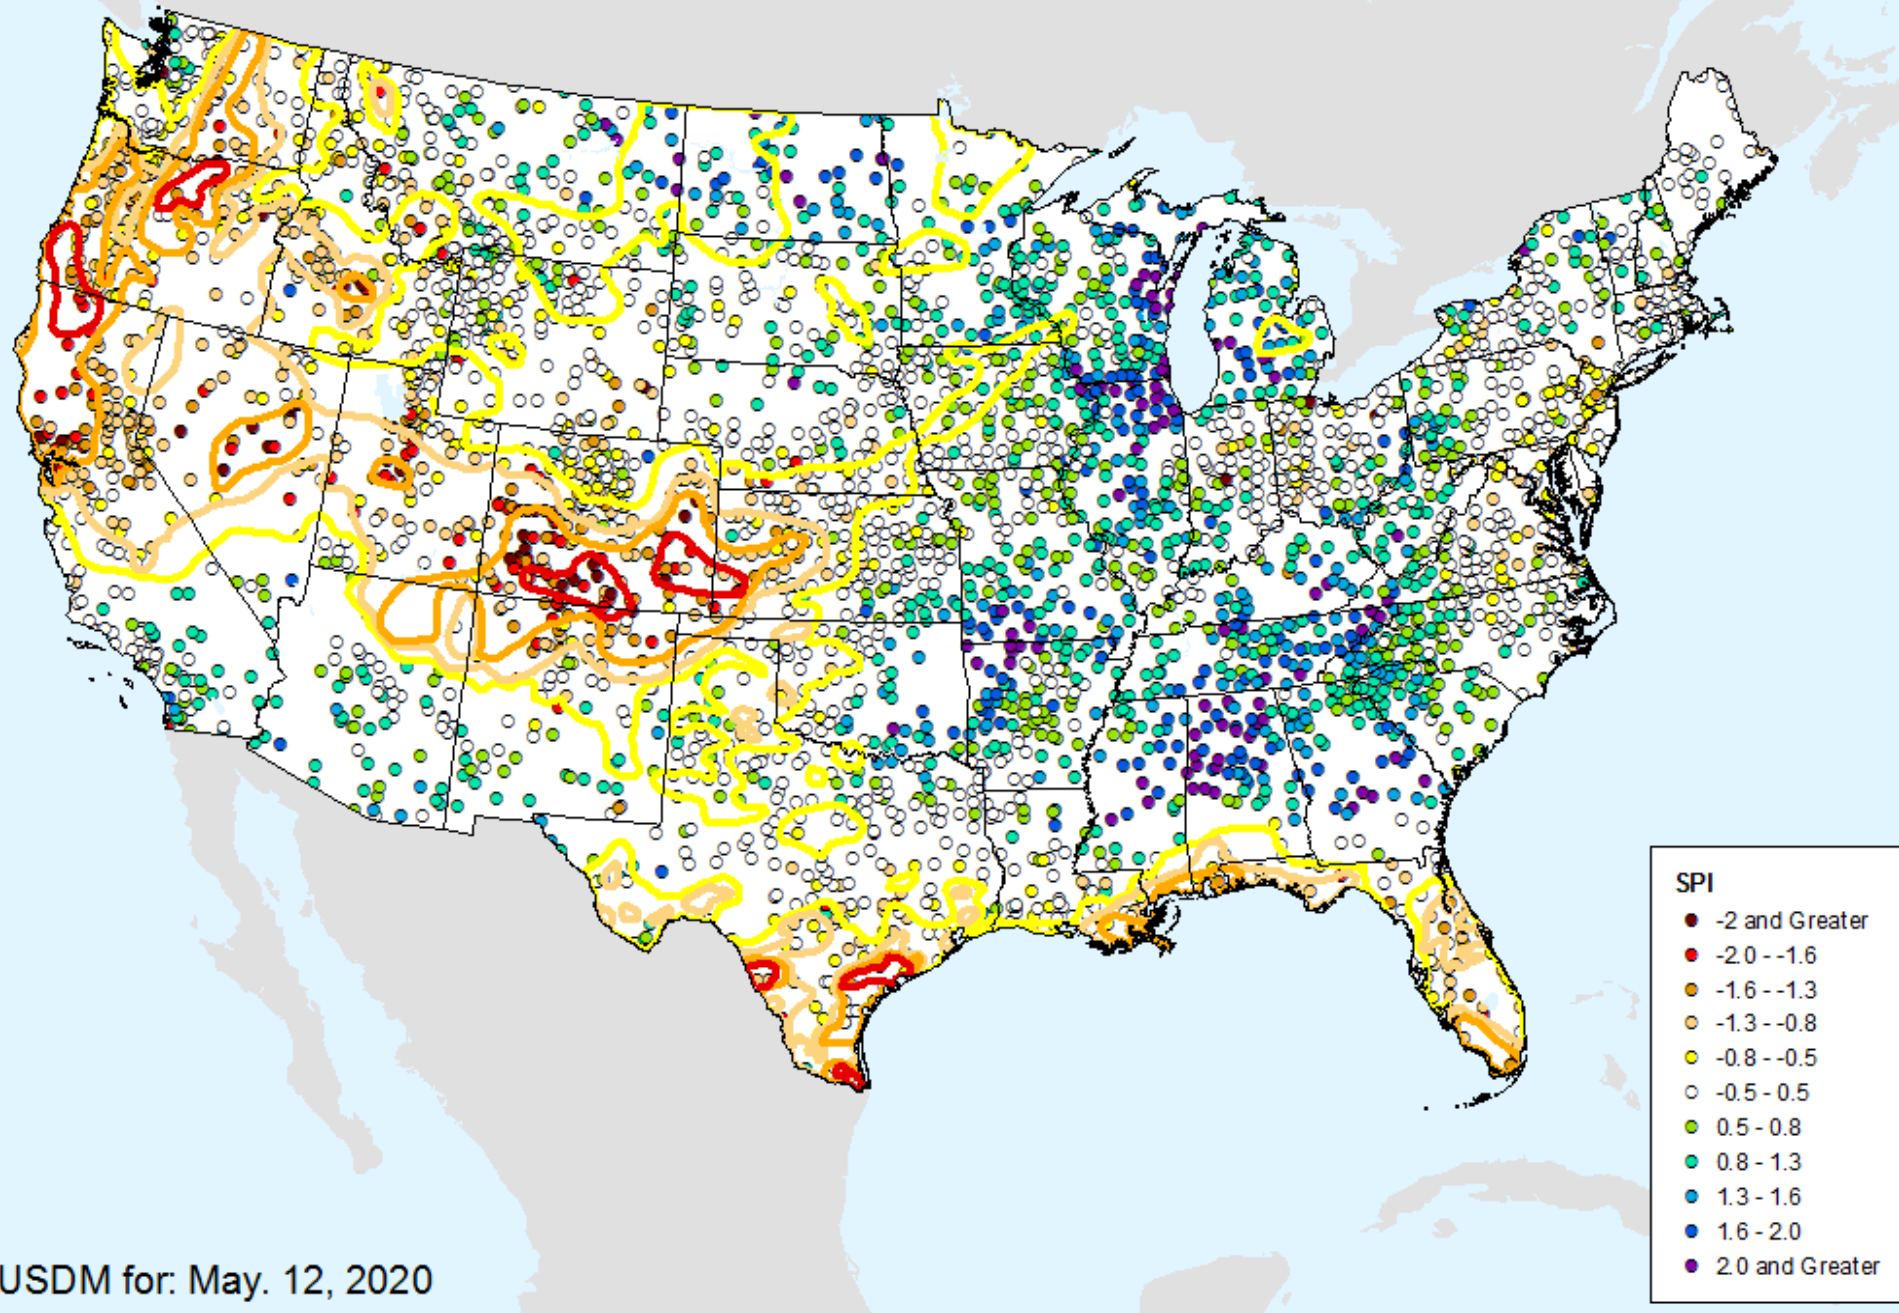 SPI
-2 and Greater
-2.0 - -1.6
-1.6 - -1.3
-1.3 - -0.8
-0.8 - -0.5
-0.5 - 0.5
0.5 - 0.8
0.8 - 1.3
1.3 - 1.6
1.6 - 2.0
2.0 and Greater
USDM for: May. 12, 2020